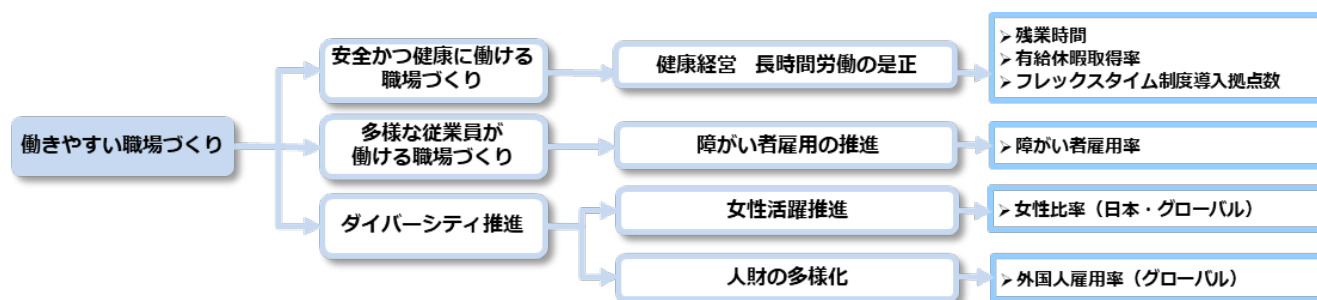 働きやすい職場づくり
安全かつ健康に働ける
職場づくり
健康経営　長時間労働の是正
➢ 残業時間
➢ 有給休暇取得率
➢ フレックスタイム制度導入拠点数
多様な従業員が
働ける職場づくり
障がい者雇用の推進
➢ 障がい者雇用率
ダイバーシティ推進
女性活躍推進
➢ 女性比率（日本・グローバル）
人財の多様化
➢ 外国人雇用率（グローバル）